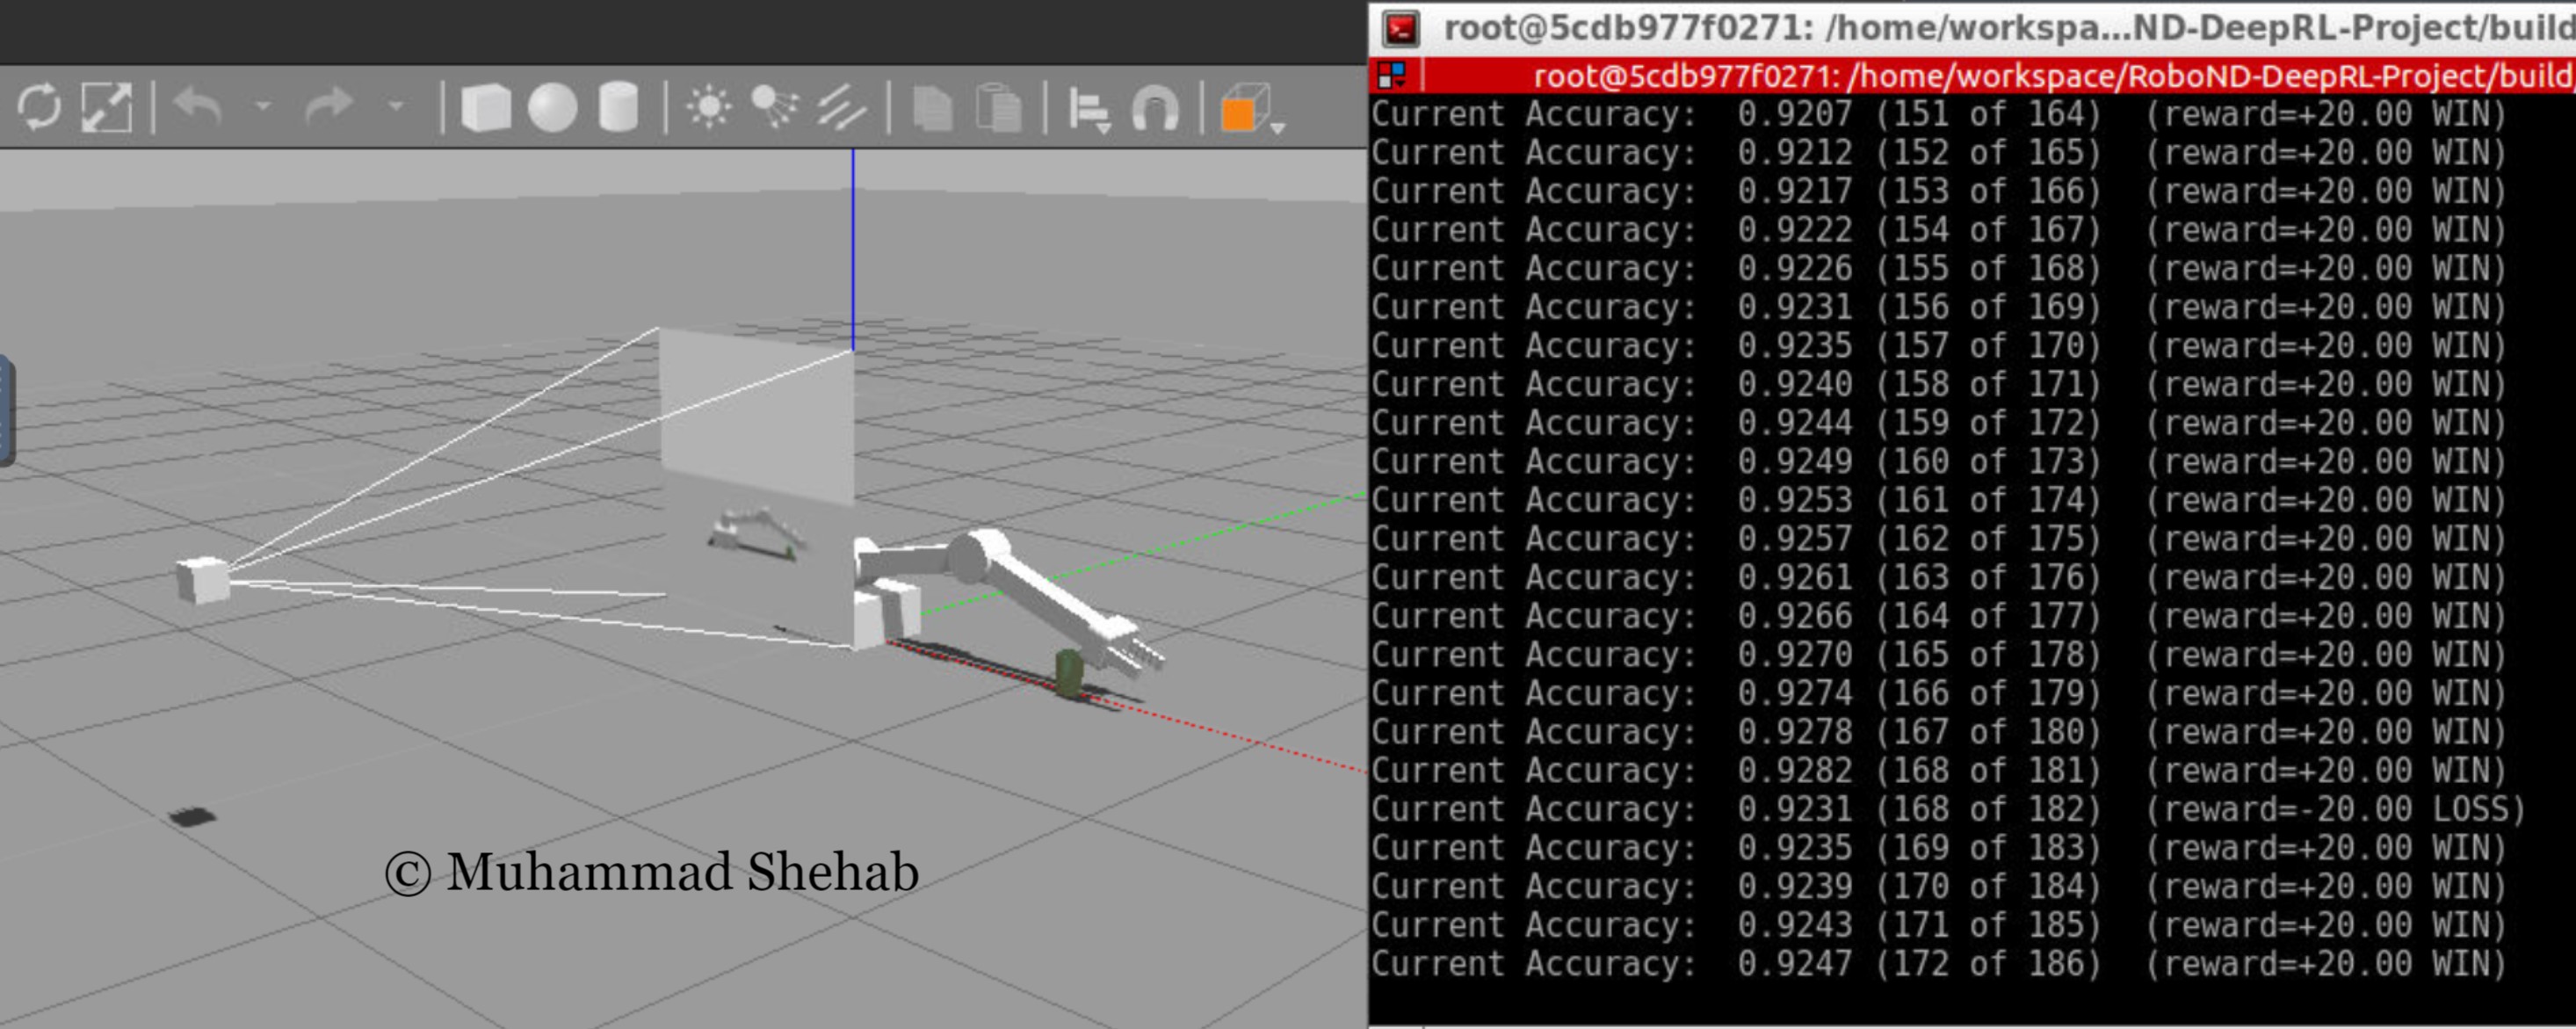 root@5cdb977f0271: /home/workspa...ND-DeepRL-Project/build
root@5cdb977f0271: /home/workspace/RoboND-DeepRL-Project/build/
Current Accuracy: 0.9207 (151 of 164) (reward=+20.00 WIN)
Current Accuracy: 0.9212 (152 of 165) (reward=+20.00 WIN)
Current Accuracy: 0.9217 (153 of 166) (reward=+20.00 WIN)
Current Accuracy: 0.9222 (154 of 167) (reward=+20.00 WIN)
Current Accuracy: 0.9226 (155 of 168) (reward=+20.00 WIN)
Current Accuracy: 0.9231 (156 of 169) (reward=+20.00 WIN)
Current Accuracy: 0.9235 (157 of 170) (reward=+20.00 WIN)
Current Accuracy: 0.9240 (158 of 171) (reward=+20.00 WIN)
Current Accuracy: 0.9244 (159 of 172) (reward=+20.00 WIN)
Current Accuracy: 0.9249 (160 of 173) (reward=+20.00 WIN)
Current Accuracy: 0.9253 (161 of 174) (reward=+20.00 WIN)
Current Accuracy: 0.9257 (162 of 175) (reward=+20.00 WIN)
Current Accuracy: 0.9261 (163 of 176) (reward=+20.00 WIN)
Current Accuracy: 0.9266 (164 of 177) (reward=+20.00 WIN)
Current Accuracy: 0.9270 (165 of 178) (reward=+20.00 WIN)
Current Accuracy: 0.9274 (166 of 179) (reward=+20.00 WIN)
Current Accuracy: 0.9278 (167 of 180) (reward=+20.00 WIN)
Current Accuracy: 0.9282 (168 of 181) (reward=+20.00 WIN)
Current Accuracy: 0.9231 (168 of 182) (reward=-20.00 LOSS)
Current Accuracy: 0.9235 (169 of 183) (reward=+20.00 WIN)
Current Accuracy: 0.9239 (170 of 184) (reward=+20.00 WIN)
Current Accuracy: 0.9243 (171 of 185) (reward=+20.00 WIN)
Current Accuracy: 0.9247 (172 of 186) (reward=+20.00 WIN)
© Muhammad Shehab